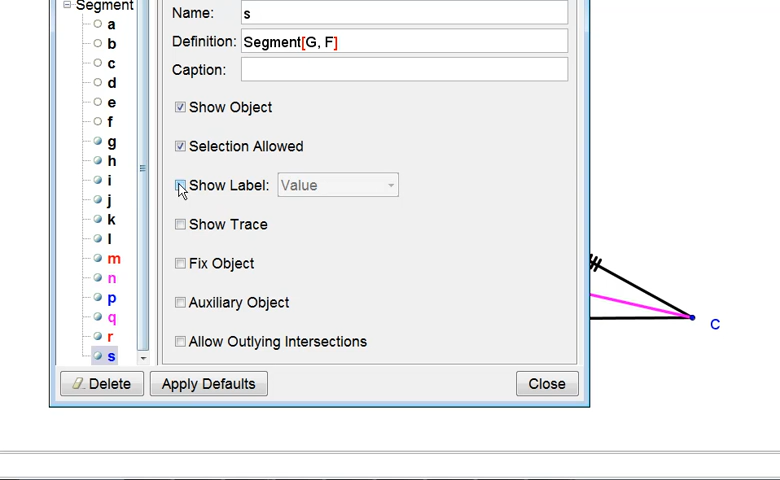 Segment
a
b
c
d
e
f
g
h
i
j
k
l
m
n
p
q
r
s
Name: s
Definition: Segment[G, F]
Caption:
Show Object
Selection Allowed
Show Label: Value
Show Trace
Fix Object
Auxiliary Object
Allow Outlying Intersections
Delete Apply Defaults Close
C